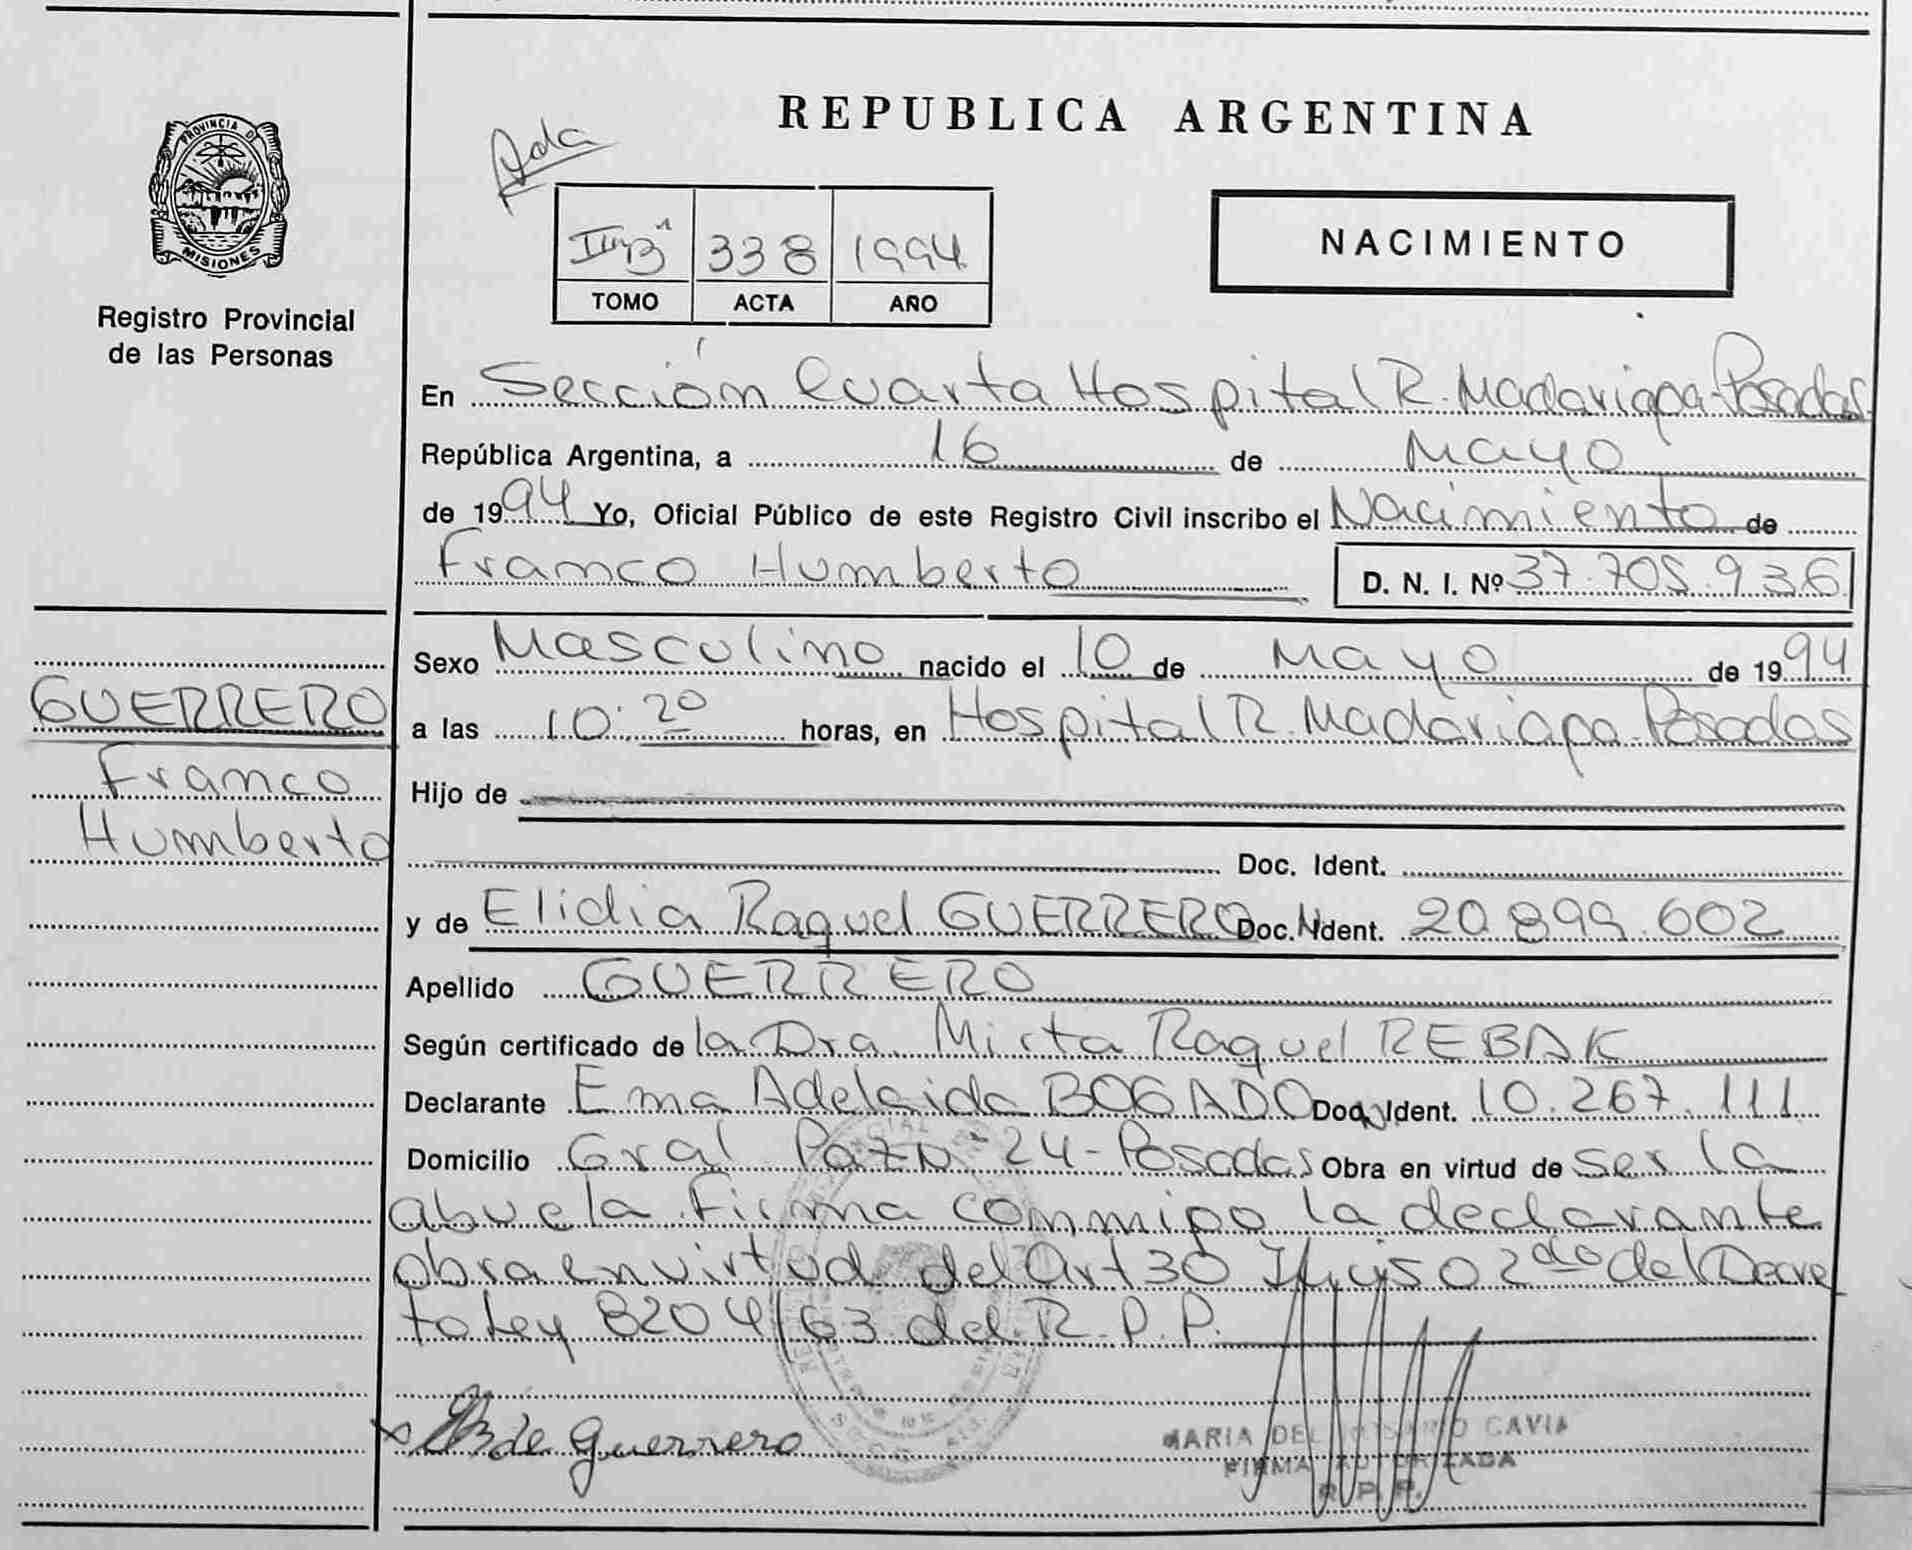 PROVINCIA DE
MISIONES
Registro Provincial
de las Personas
REPUBLICA ARGENTINA
338 1994
TOMO ACTA AÑO
NACIMIENTO
En Sección Cuarta Hospital R. Madariaga Posadas
República Argentina, a 16 de Mayo
de 1994 Yo, Oficial Público de este Registro Civil inscribo el Nacimiento de
Franco Humberto D. N. I. Nº 37.705.936
Sexo Masculino nacido el 10 de Mayo de 1994
GUERRERO
Franco
Humberto
a las 10:20 horas, en Hospital R. Madariaga Posadas
Hijo de
Doc. Ident.
y de Elidia Raquel GUERRERO Doc. Ident. 20.899.602
Apellido GUERRERO
Según certificado de la Dra. Mirta Raquel REBAK
Declarante Ema Adelaida BOGADO Doc. Ident. 10.267.111
Domicilio Gral Paz Nº 24-Posadas Obra en virtud de ser la
abuela. Firma conmigo la declarante
obra en virtud del Art 30 Inciso 2do del Decre
to Ley 8204/63 del R.P.P.
de Guerrero
MARIA DEL ROSARIO CAVIA
FIRMA AUTORIZADA
R. P. P.